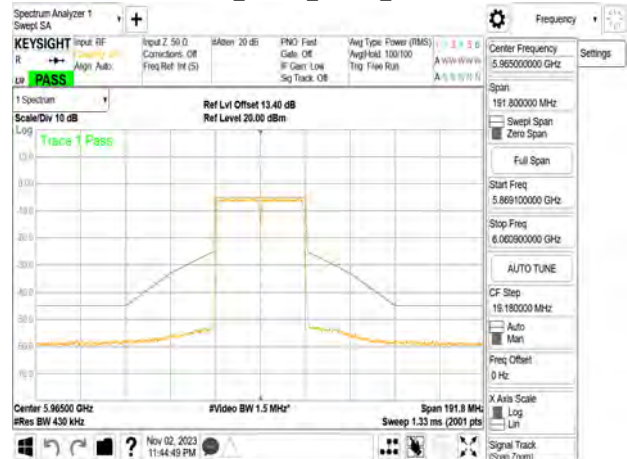 Spectrum Analyzer 1
Swept SA
+
Frequency
KEYSIGHT
Input: RF
Input Z: 50 Ω
#Atten: 20 dB
PNO: Fast
Avg Type: Power (RMS)
R
Corrections: Off
Gate: Off
Avg|Hold: 100/100
Align: Auto
Freq Ref: Int (S)
IF Gain: Low
Trig: Free Run
LW
PASS
Sig Track: Off
Center Frequency
Settings
5.965000000 GHz
Span
191.800000 MHz
Swept Span
Zero Span
Full Span
Start Freq
5.869100000 GHz
Stop Freq
6.060900000 GHz
AUTO TUNE
CF Step
19.180000 MHz
Auto
Man
Freq Offset
0 Hz
X Axis Scale
Log
Lin
Signal Track
(Span Zoom)
1 Spectrum
Scale/Div 10 dB
Ref Lvl Offset 13.40 dB
Ref Level 20.00 dBm
Log
Trace 1 Pass
10.0
0.00
Center 5.96500 GHz
#Video BW 1.5 MHz*
Span 191.8 MHz
#Res BW 430 kHz
Sweep 1.33 ms (2001 pts
?
Nov 02, 2023
11:44:49 PM